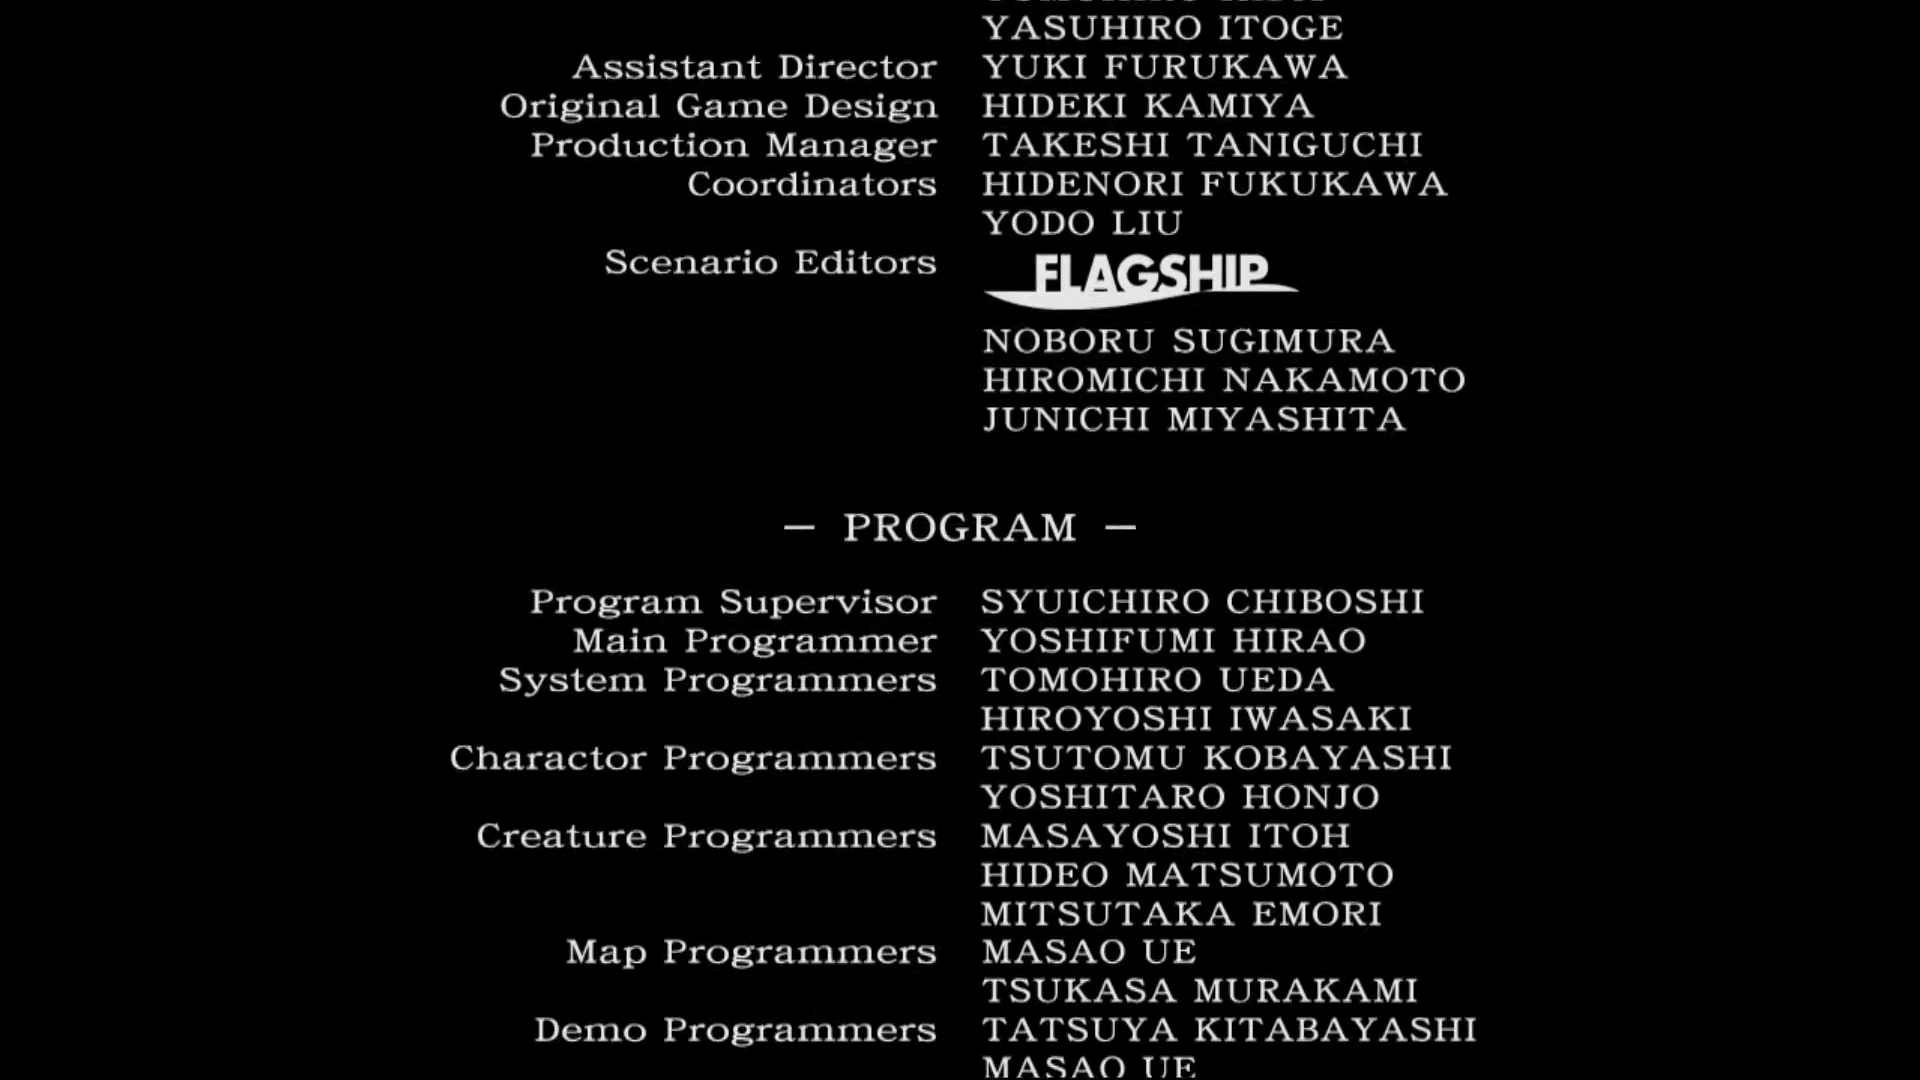 YASUHIRO ITOGE
Assistant Director YUKI FURUKAWA
Original Game Design HIDEKI KAMIYA
Production Manager TAKESHI TANIGUCHI
Coordinators HIDENORI FUKUKAWA
YODO LIU
Scenario Editors FLAGSHIP
NOBORU SUGIMURA
HIROMICHI NAKAMOTO
JUNICHI MIYASHITA
— PROGRAM —
Program Supervisor SYUICHIRO CHIBOSHI
Main Programmer YOSHIFUMI HIRAO
System Programmers TOMOHIRO UEDA
HIROYOSHI IWASAKI
Charactor Programmers TSUTOMU KOBAYASHI
YOSHITARO HONJO
Creature Programmers MASAYOSHI ITOH
HIDEO MATSUMOTO
MITSUTAKA EMORI
Map Programmers MASAO UE
TSUKASA MURAKAMI
Demo Programmers TATSUYA KITABAYASHI
MASAO UE